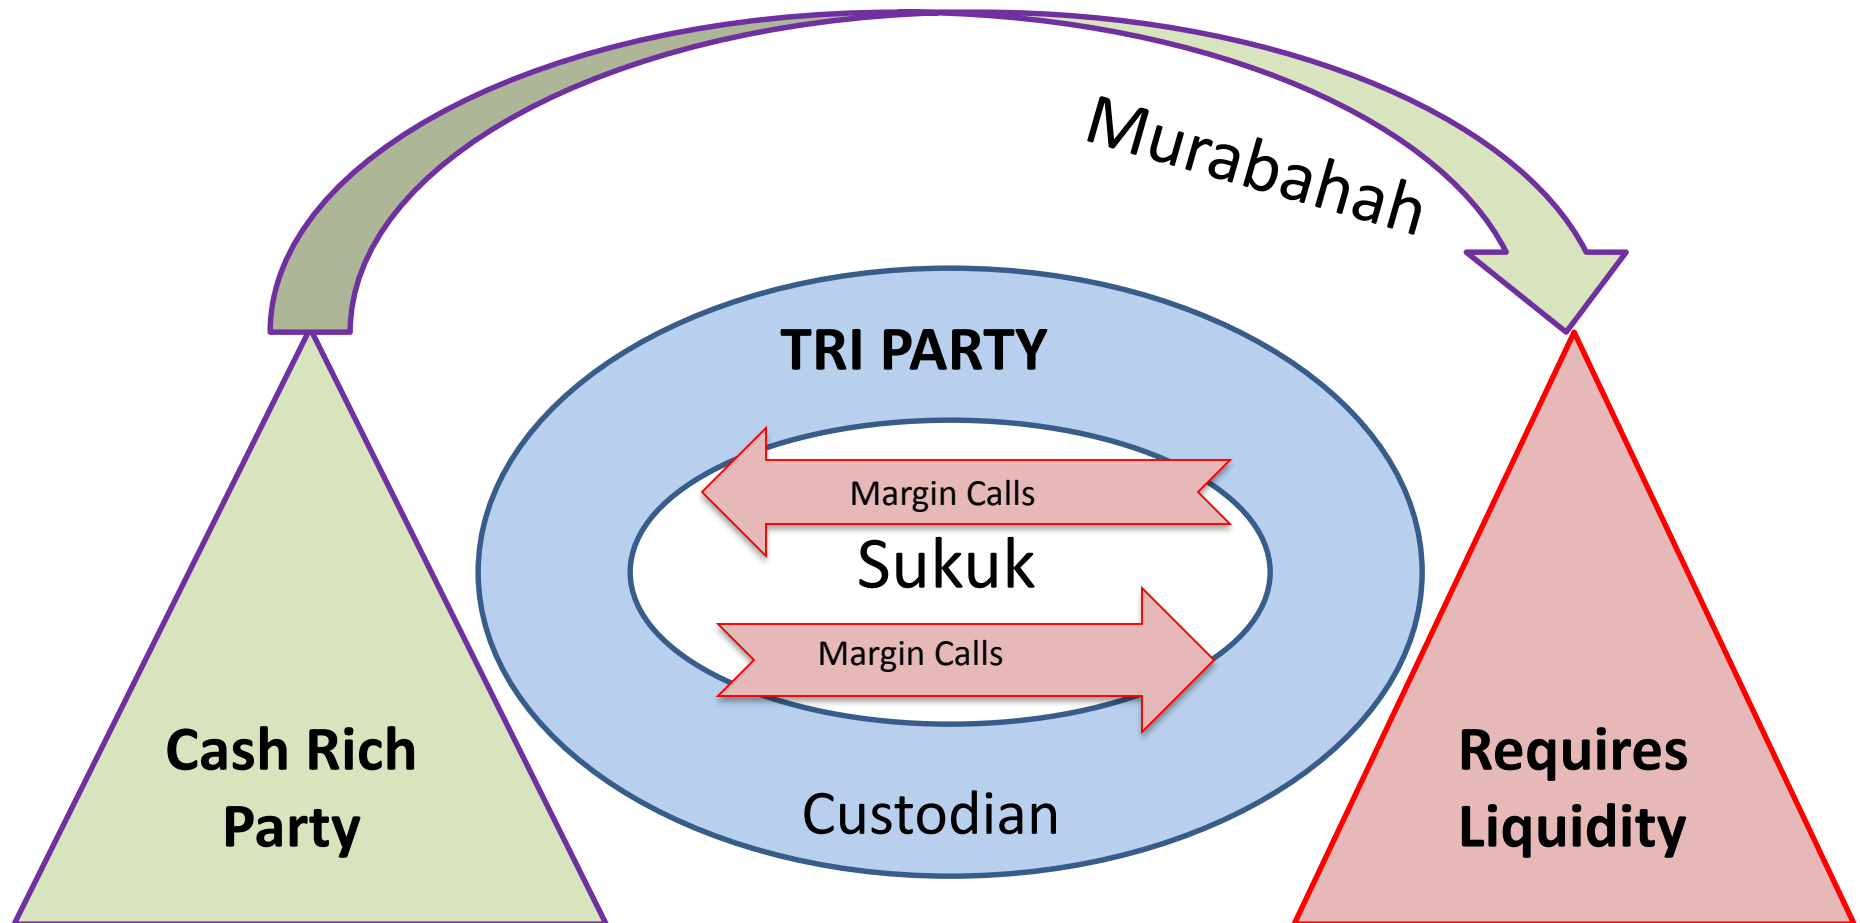 Murabahah
TRI PARTY
Margin Calls
Sukuk
Margin Calls
Cash Rich
Party
Custodian
Requires
Liquidity